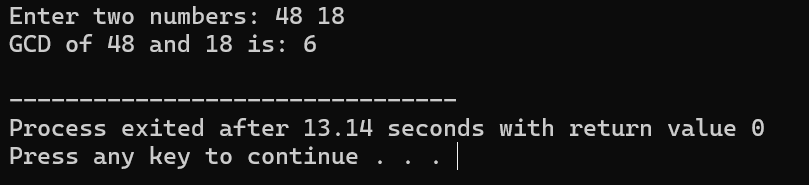 Enter two numbers: 48 18
GCD of 48 and 18 is: 6
--------------------------------
Process exited after 13.14 seconds with return value 0
Press any key to continue . . .